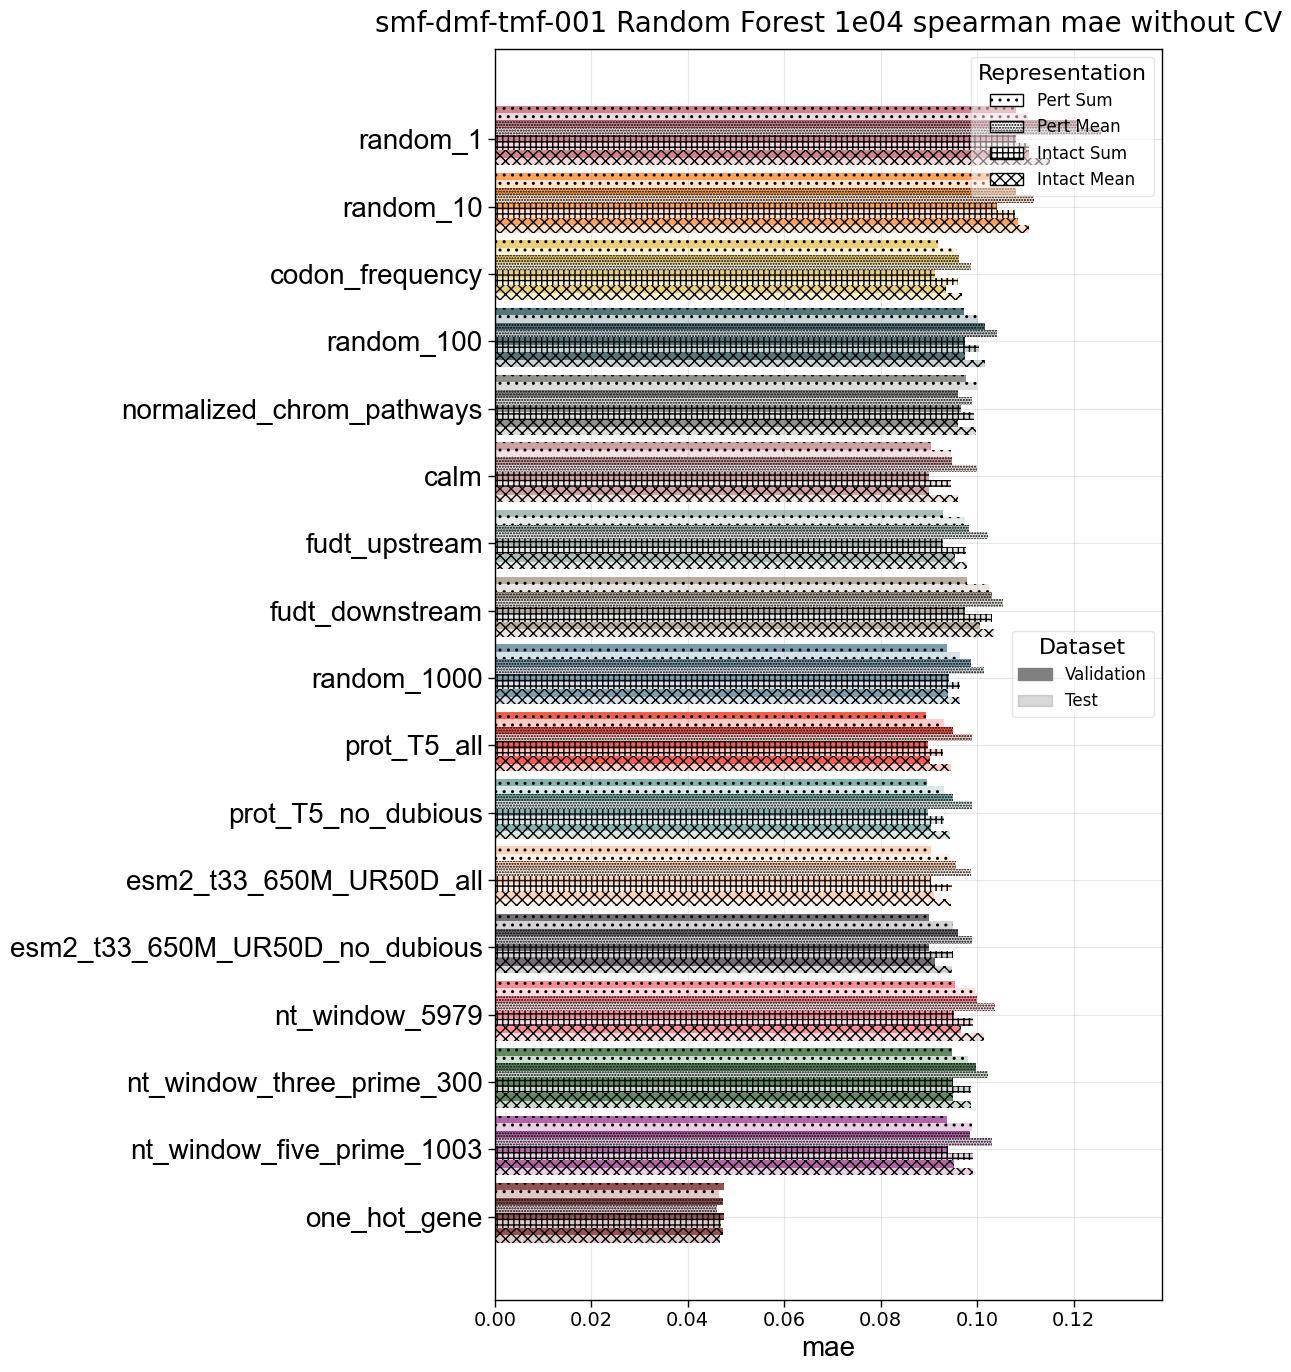 smf-dmf-tmf-001 Random Forest 1e04 spearman mae without CV
Representation
Pert Sum
Pert Mean
Intact Sum
Intact Mean
random_1
random_10
codon_frequency
random_100
normalized_chrom_pathways
calm
fudt_upstream
fudt_downstream
Dataset
Validation
Test
random_1000
prot_T5_all
prot_T5_no_dubious
esm2_t33_650M_UR50D_all
esm2_t33_650M_UR50D_no_dubious
nt_window_5979
nt_window_three_prime_300
nt_window_five_prime_1003
one_hot_gene
0.00 0.02 0.04 0.06 0.08 0.10 0.12
mae